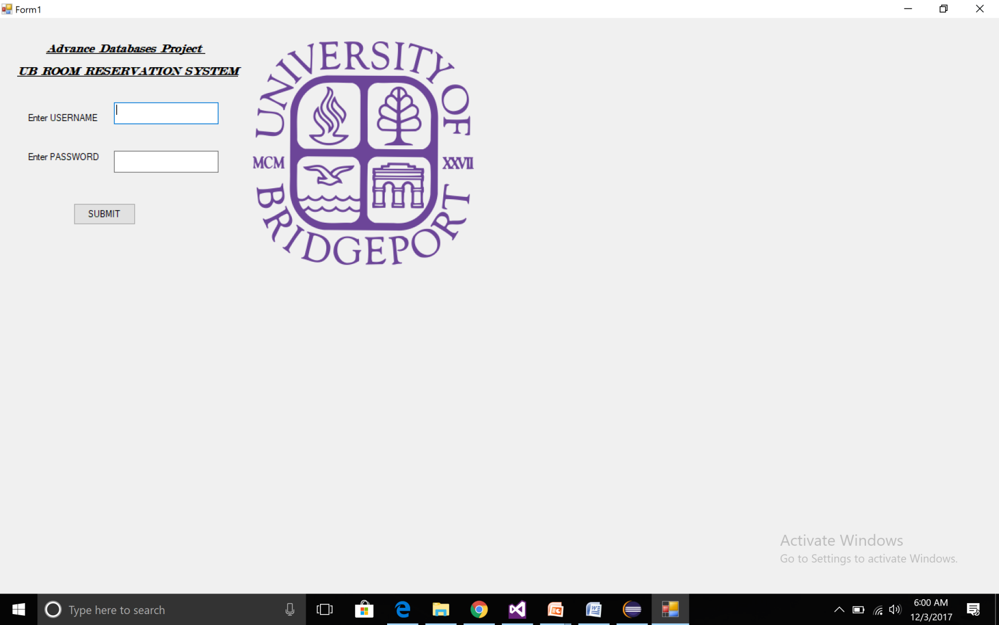 Form1
Advance Databases Project
UB ROOM RESERVATION SYSTEM
Enter USERNAME
Enter PASSWORD
SUBMIT
UNIVERSITY OF
MCM
XXVII
BRIDGEPORT
Activate Windows
Go to Settings to activate Windows.
Type here to search
6:00 AM
12/3/2017